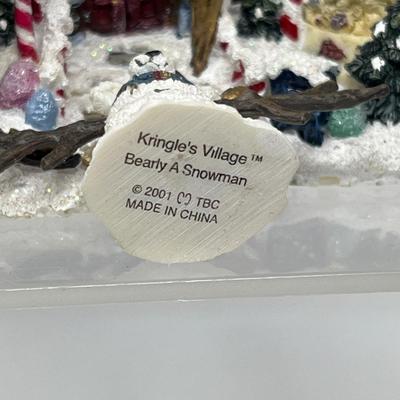 Kringle's Village™
Bearly A Snowman
© 2001 TBC
MADE IN CHINA